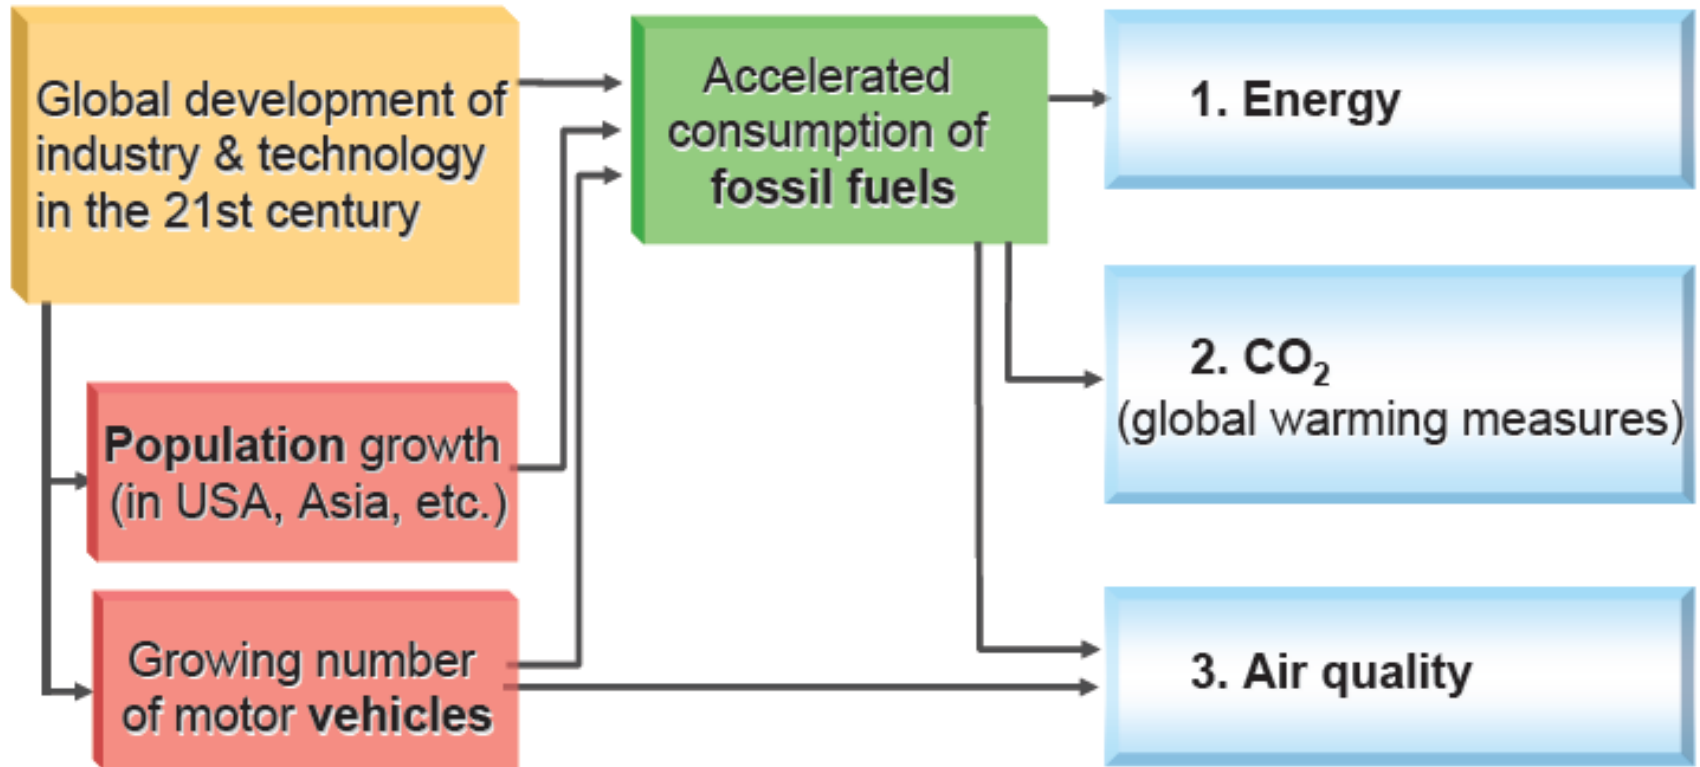 Global development of
industry & technology
in the 21st century
Population growth
(in USA, Asia, etc.)
Growing number
of motor vehicles
Accelerated
consumption of
fossil fuels
1. Energy
2. CO₂
(global warming measures)
3. Air quality